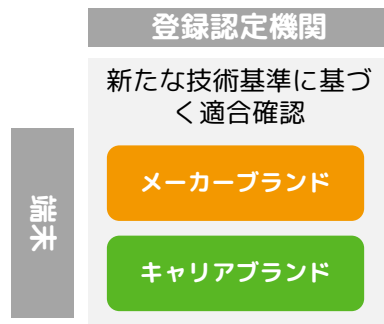 登録認定機関
新たな技術基準に基づ
く適合確認
メーカーブランド
端末
キャリアブランド